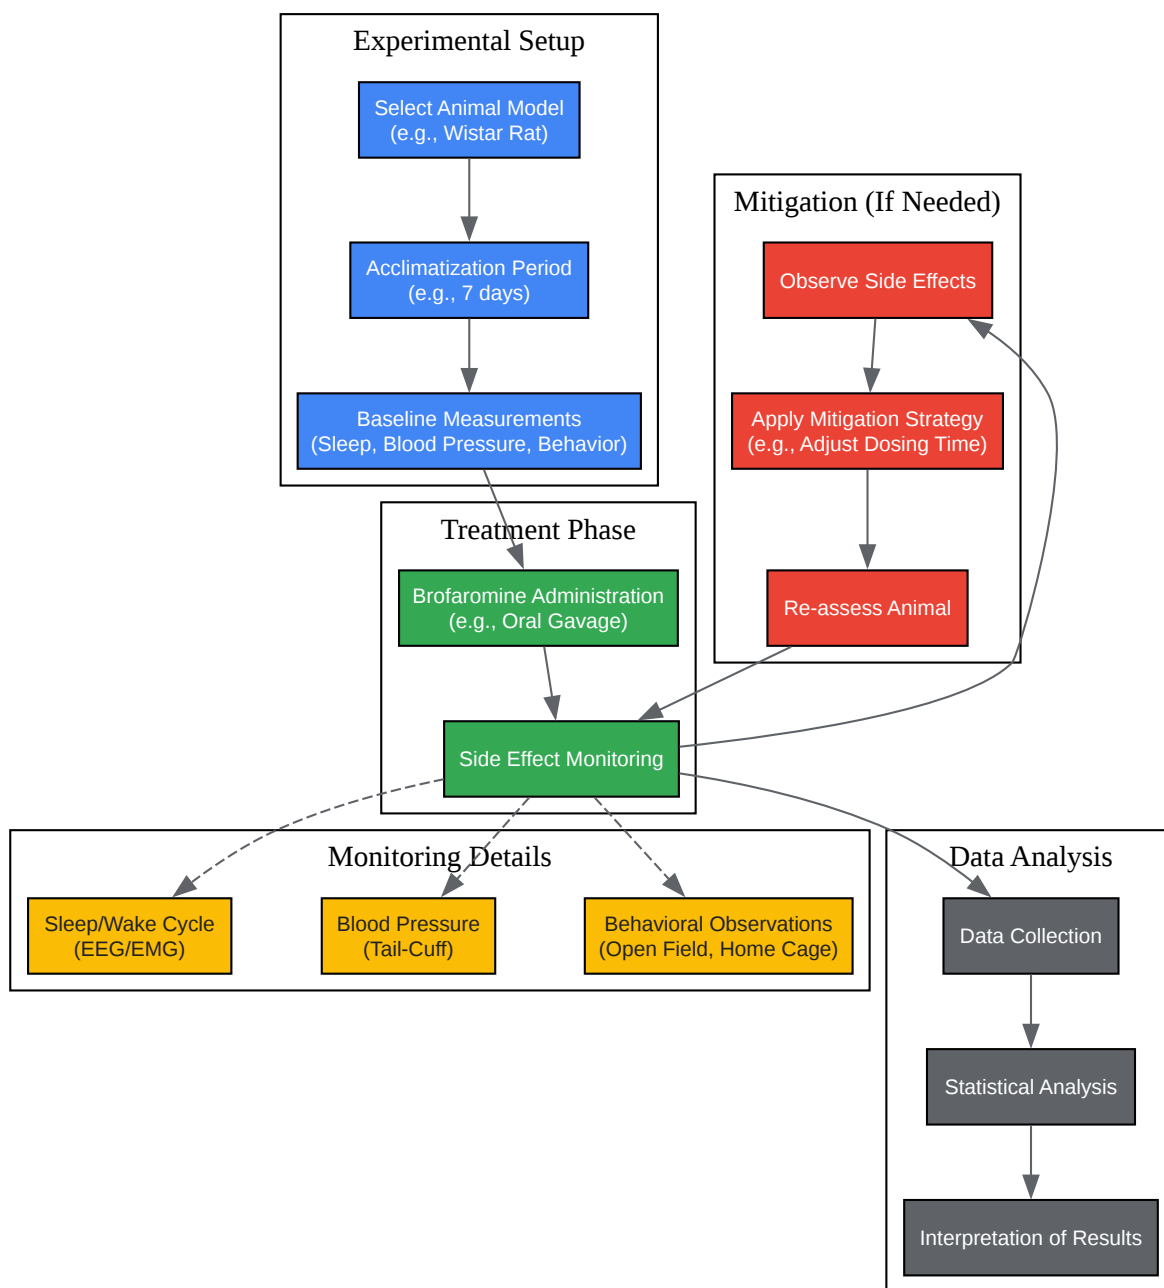 Experimental Setup
Select Animal Model
(e.g., Wistar Rat)
Acclimatization Period
(e.g., 7 days)
Baseline Measurements
(Sleep, Blood Pressure, Behavior)
Mitigation (If Needed)
Observe Side Effects
Apply Mitigation Strategy
(e.g., Adjust Dosing Time)
Re-assess Animal
Treatment Phase
Brofaromine Administration
(e.g., Oral Gavage)
Side Effect Monitoring
Monitoring Details
Sleep/Wake Cycle
(EEG/EMG)
Blood Pressure
(Tail-Cuff)
Behavioral Observations
(Open Field, Home Cage)
Data Analysis
Data Collection
Statistical Analysis
Interpretation of Results